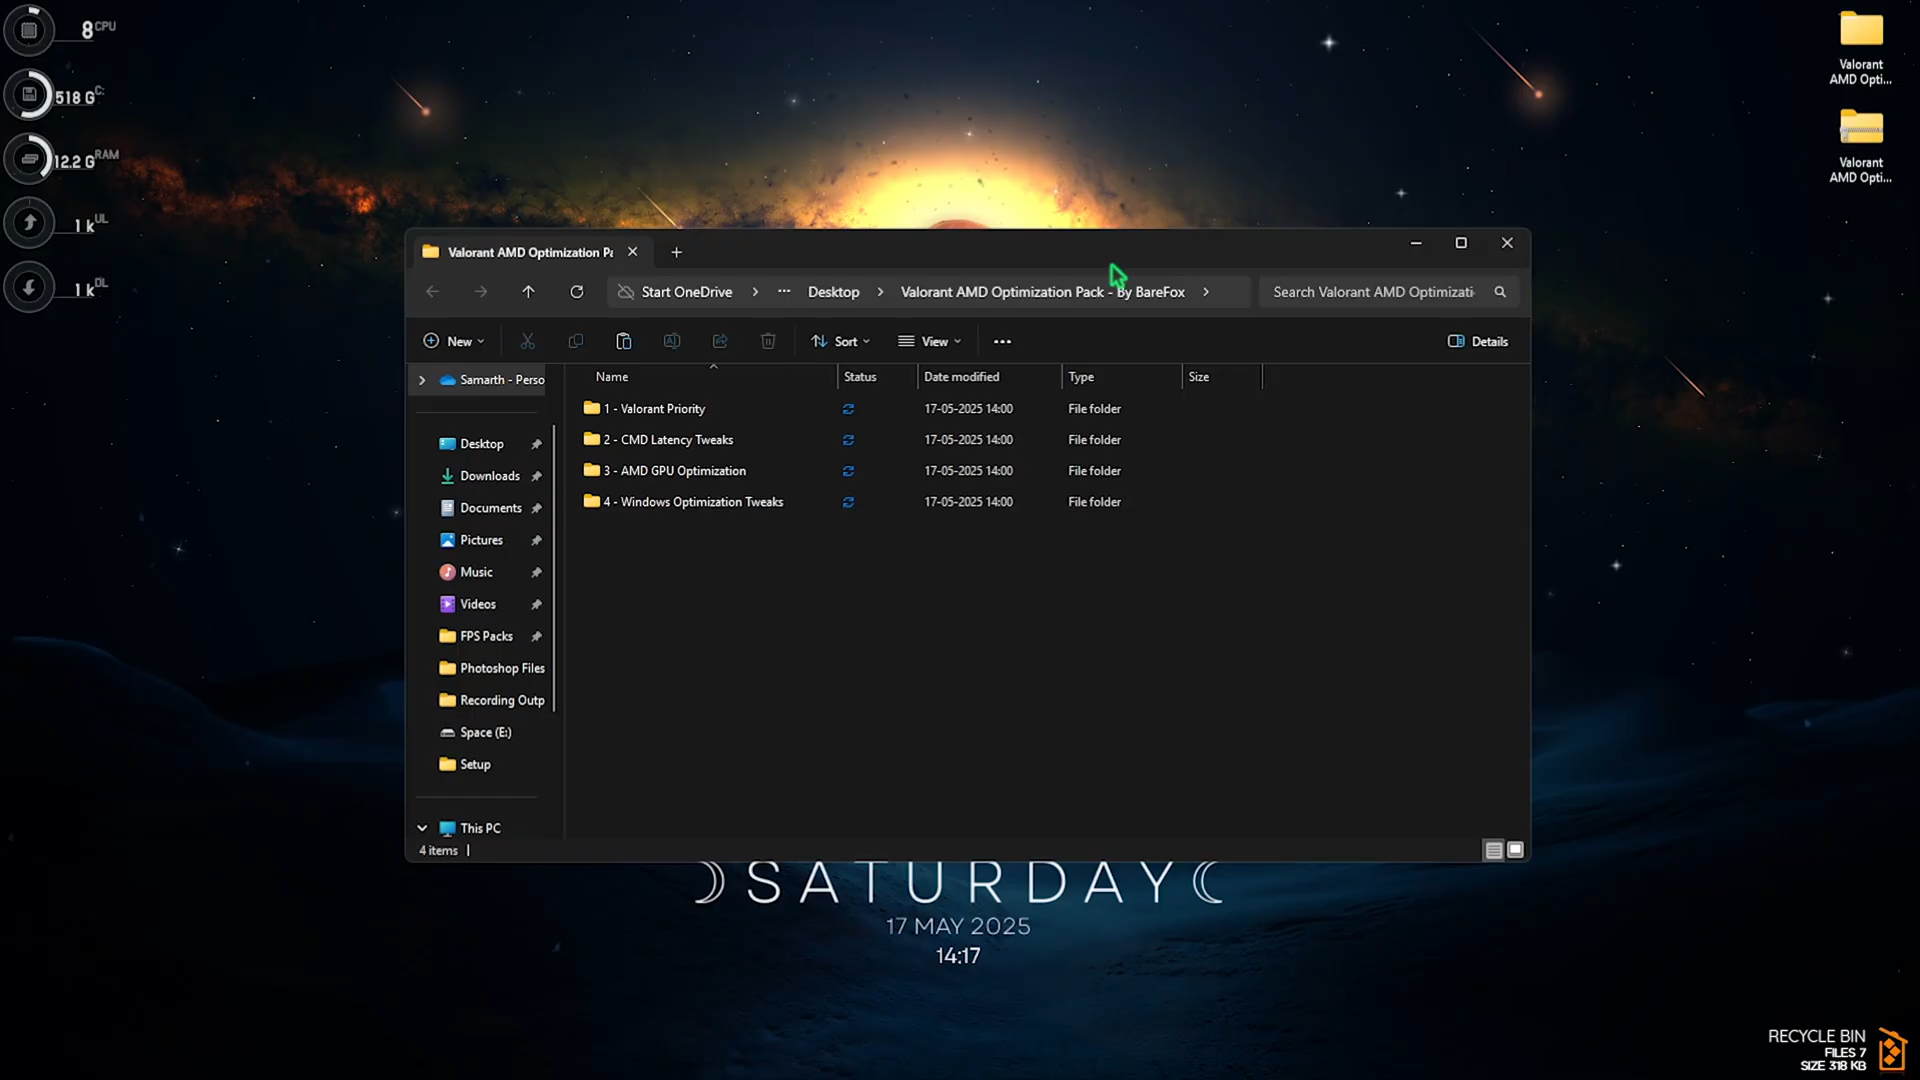 8 CPU
518 G C:
12.2 G RAM
1 k UL
1 k DL
Valorant
AMD Opti...
Valorant
AMD Opti...
Valorant AMD Optimization Pa
Start OneDrive > ··· Desktop > Valorant AMD Optimization Pack - By BareFox >
Search Valorant AMD Optimizati
New Sort View ··· Details
Samarth - Perso
Desktop
Downloads
Documents
Pictures
Music
Videos
FPS Packs
Photoshop Files
Recording Outp
Space (E:)
Setup
This PC
Name Status Date modified Type Size
1 - Valorant Priority 17-05-2025 14:00 File folder
2 - CMD Latency Tweaks 17-05-2025 14:00 File folder
3 - AMD GPU Optimization 17-05-2025 14:00 File folder
4 - Windows Optimization Tweaks 17-05-2025 14:00 File folder
4 items
SATURDAY
17 MAY 2025
14:17
RECYCLE BIN
FILES 7
SIZE 318 KB